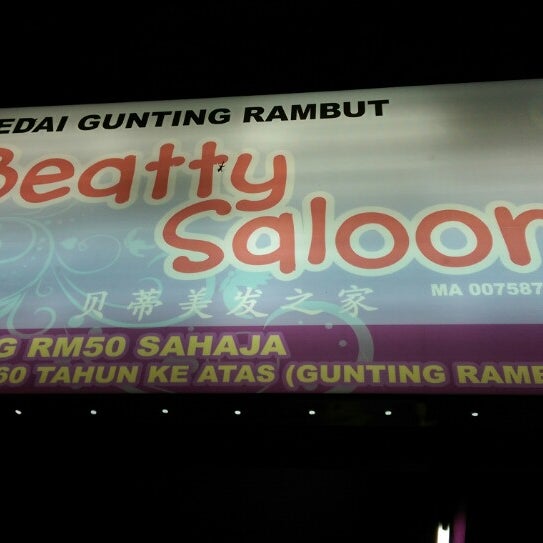 EDAI GUNTING RAMBUT
Beatty
Saloon
贝蒂美发之家
MA 007587
G RM50 SAHAJA
60 TAHUN KE ATAS (GUNTING RAMB